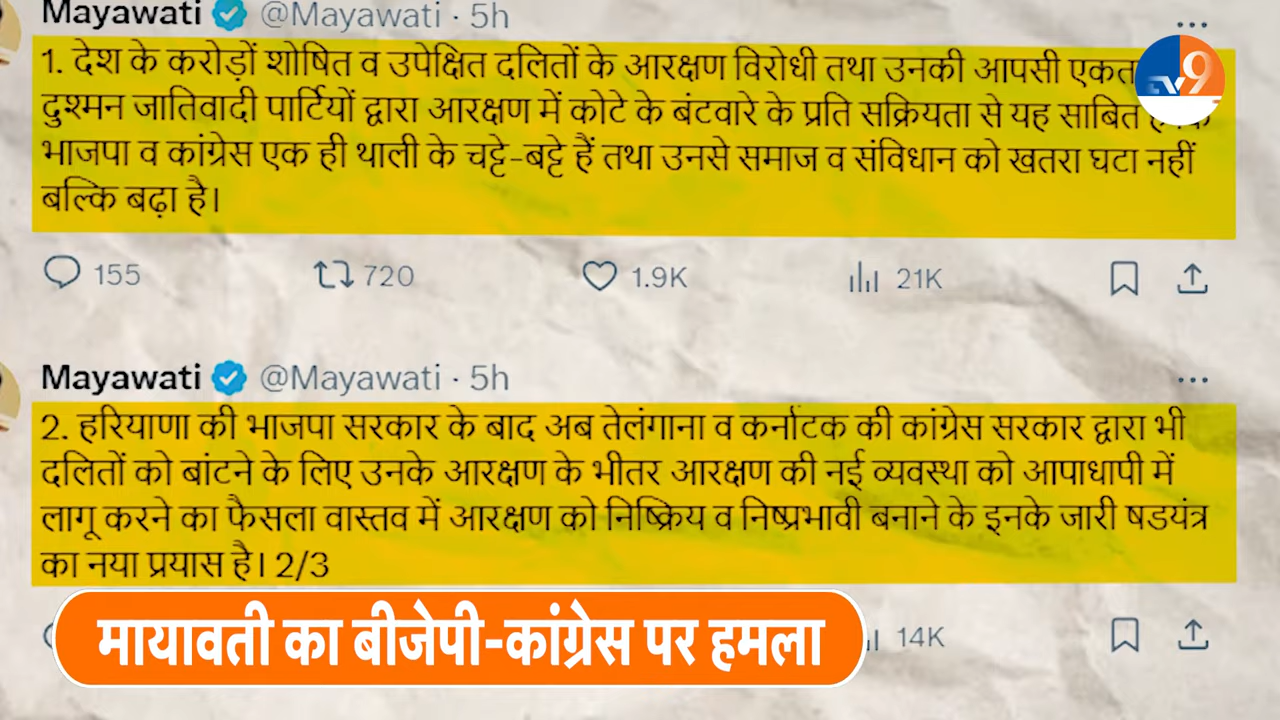 Mayawati @Mayawati · 5h
TV9
1. देश के करोड़ों शोषित व उपेक्षित दलितों के आरक्षण विरोधी तथा उनकी आपसी
दुश्मन जातिवादी पार्टियों द्वारा आरक्षण में कोटे के बंटवारे के प्रति सक्रियता से यह साबित
भाजपा व कांग्रेस एक ही थाली के चट्टे-बट्टे हैं तथा उनसे समाज व संविधान को खतरा घटा नहीं
बल्कि बढ़ा है।
155 720 1.9K 21K
Mayawati @Mayawati · 5h
2. हरियाणा की भाजपा सरकार के बाद अब तेलंगाना व कर्नाटक की कांग्रेस सरकार द्वारा भी
दलितों को बांटने के लिए उनके आरक्षण के भीतर आरक्षण की नई व्यवस्था को आपाधापी में
लागू करने का फैसला वास्तव में आरक्षण को निष्क्रिय व निष्प्रभावी बनाने के इनके जारी षडयंत्र
का नया प्रयास है। 2/3
14K
मायावती का बीजेपी-कांग्रेस पर हमला